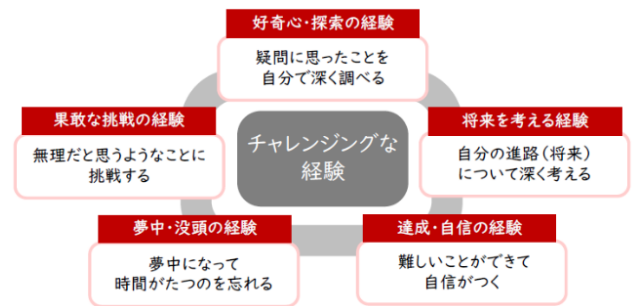 好奇心・探索の経験
疑問に思ったことを
自分で深く調べる
果敢な挑戦の経験
無理だと思うようなことに
挑戦する
チャレンジングな
経験
将来を考える経験
自分の進路(将来)
について深く考える
夢中・没頭の経験
夢中になって
時間がたつのを忘れる
達成・自信の経験
難しいことができて
自信がつく